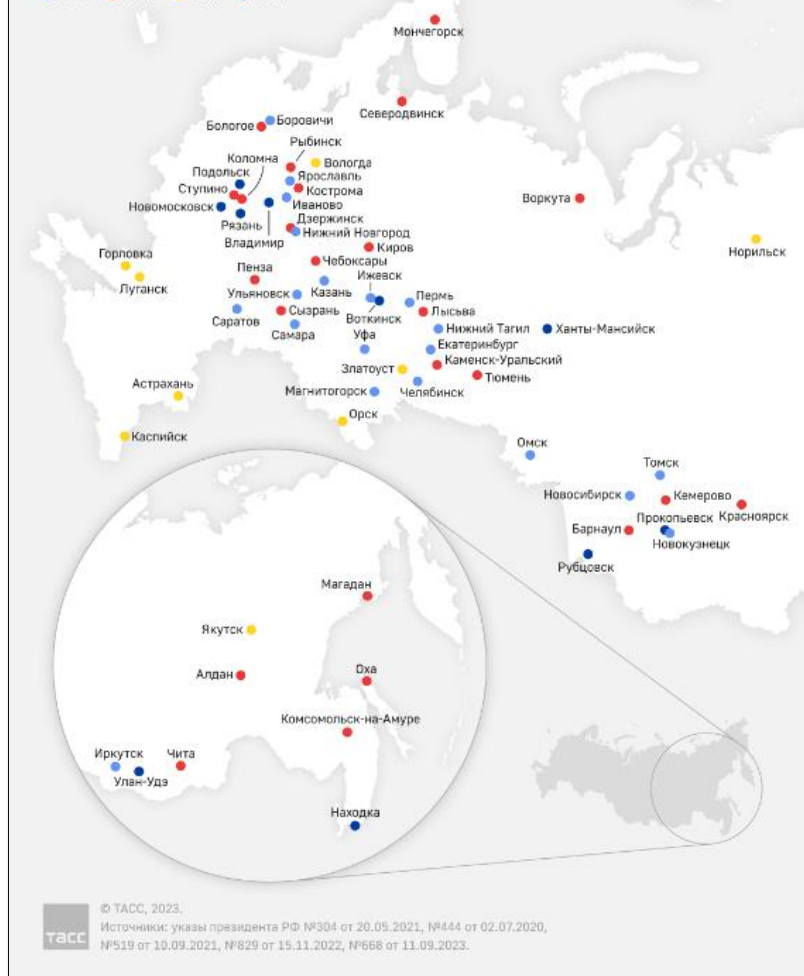 Мончегорск
Северодвинск
Боровичи
Бологое
Рыбинск
Коломна
Вологда
Подольск
Ярославль
Ступино
Кострома
Воркута
Новомосковск
Иваново
Дзержинск
Рязань
Нижний Новгород
Владимир
Киров
Норильск
Горловка
Чебоксары
Пенза
Ижевск
Луганск
Ульяновск
Казань
Пермь
Сызрань
Лысьва
Саратов
Воткинск
Самара
Уфа
Нижний Тагил
Ханты-Мансийск
Екатеринбург
Каменск-Уральский
Златоуст
Тюмень
Астрахань
Магнитогорск
Челябинск
Орск
Каспийск
Омск
Томск
Новосибирск
Кемерово
Прокопьевск
Красноярск
Барнаул
Новокузнецк
Рубцовск
Магадан
Якутск
Алдан
Оха
Комсомольск-на-Амуре
Иркутск
Чита
Улан-Удэ
Находка
© ТАСС, 2023.
Источники: указы президента РФ №304 от 20.05.2021, №444 от 02.07.2020,
тасс
№519 от 10.09.2021, №829 от 15.11.2022, №668 от 11.09.2023.